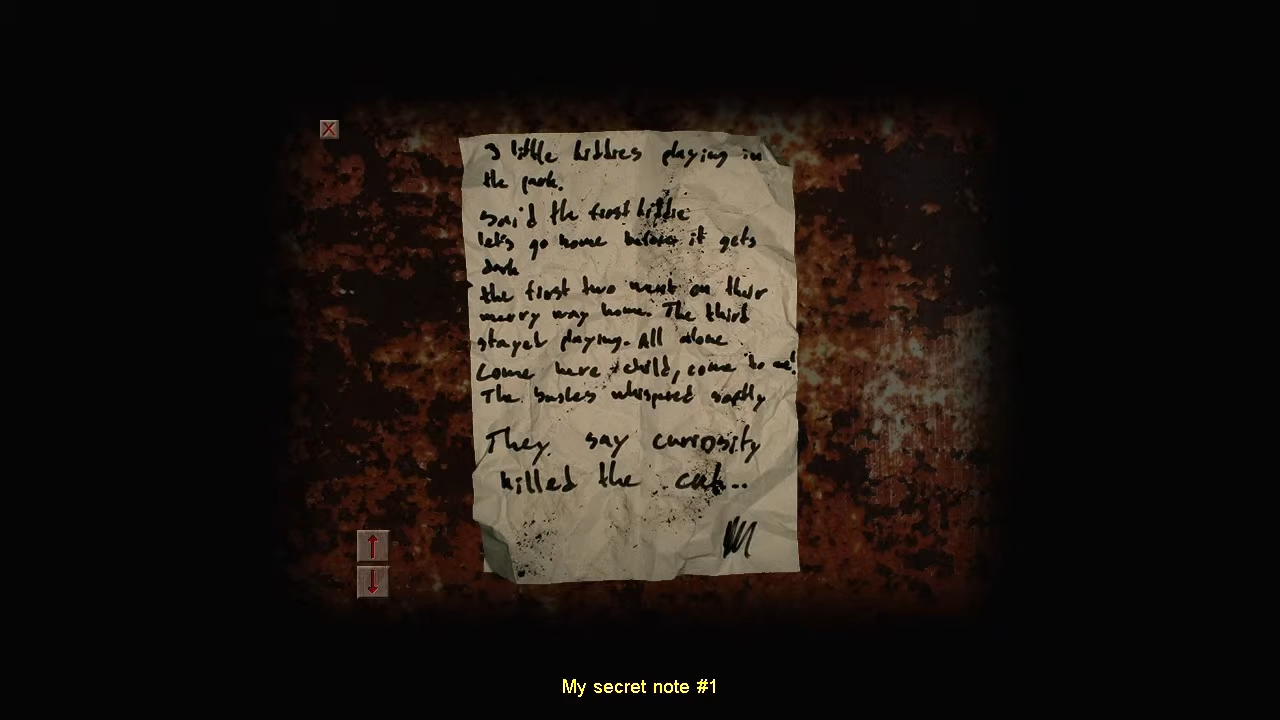 3 little kiddies playing in
the park.
said the first kiddie
let's go home before it gets
dark
the first two went on their
merry way home. The third
stayed playing. All alone
Come here child, come to me!
The bushes whispered softly
They say curiosity
killed the cat..
My secret note #1